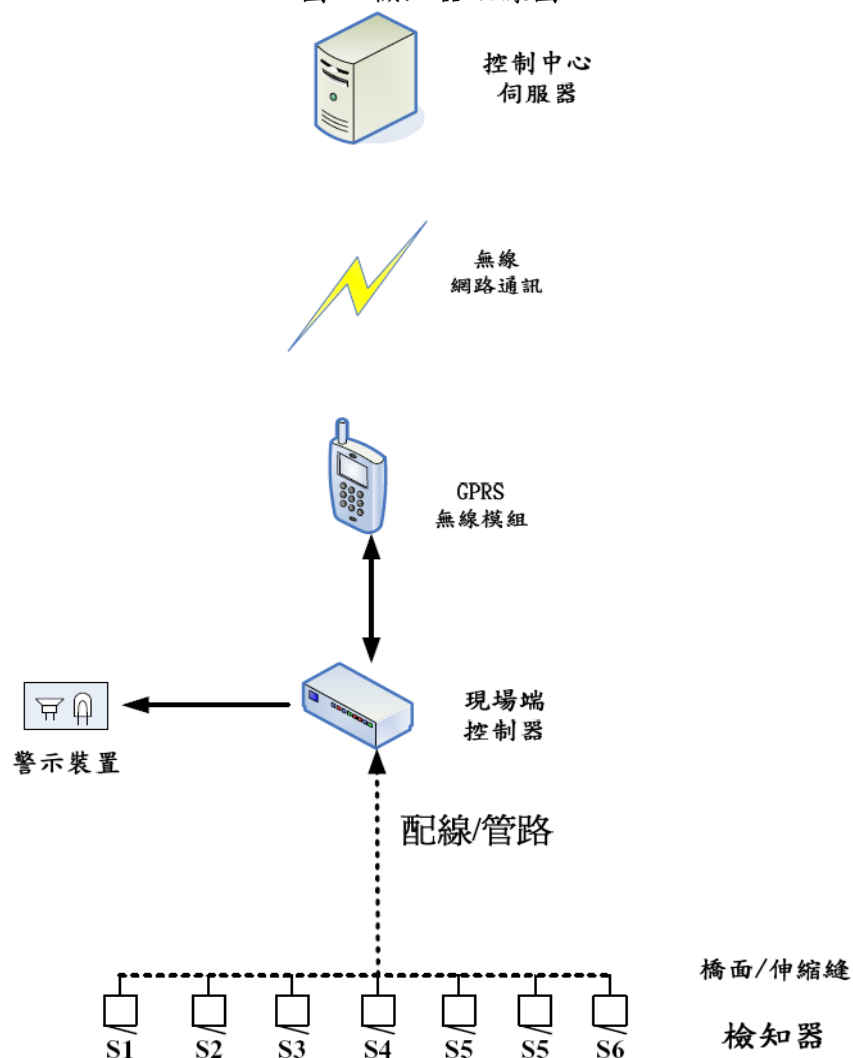 控制中心
伺服器
無線
網路通訊
GPRS
無線模組
現場端
控制器
警示裝置
配線/管路
橋面/伸縮縫
S1 S2 S3 S4 S5 S5 S6
檢知器